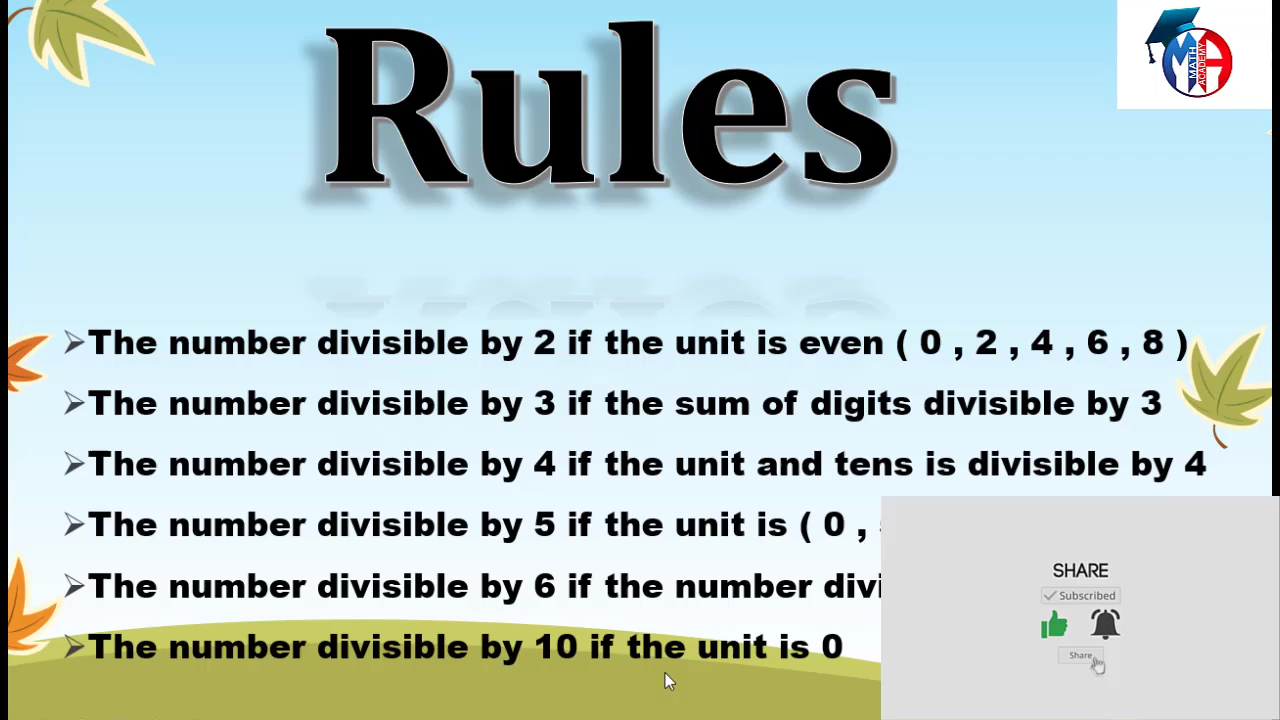 Rules
MATH ACADEMY
The number divisible by 2 if the unit is even ( 0 , 2 , 4 , 6 , 8 )
The number divisible by 3 if the sum of digits divisible by 3
The number divisible by 4 if the unit and tens is divisible by 4
The number divisible by 5 if the unit is ( 0 ,
The number divisible by 6 if the number
The number divisible by 10 if the unit is 0
SHARE
Subscribed
Share